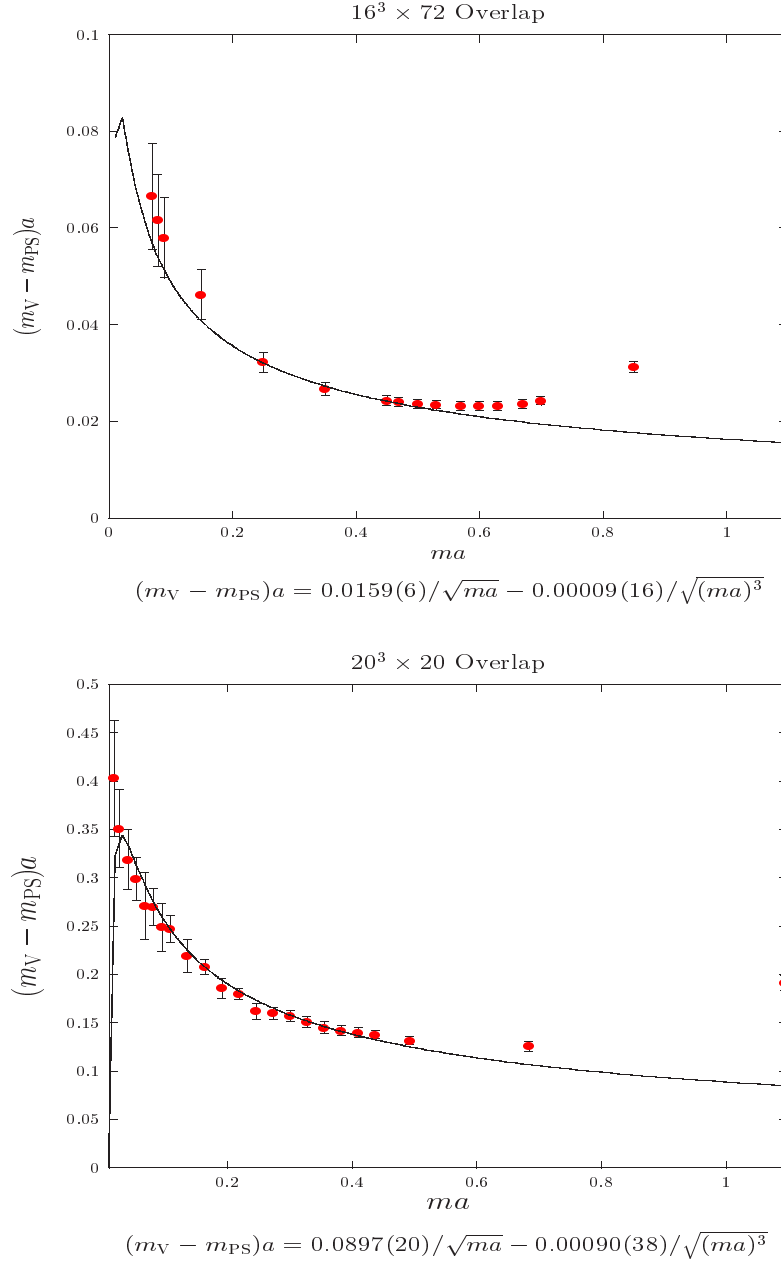 16³ × 72 Overlap
0.1
0.08
0.06
0.04
0.02
0
(m_V − m_PS)a
0 0.2 0.4 0.6 0.8 1
ma
(m_V − m_PS)a = 0.0159(6)/√ma − 0.00009(16)/√(ma)³
20³ × 20 Overlap
0.5
0.45
0.4
0.35
0.3
0.25
0.2
0.15
0.1
0.05
0
(m_V − m_PS)a
0.2 0.4 0.6 0.8 1
ma
(m_V − m_PS)a = 0.0897(20)/√ma − 0.00090(38)/√(ma)³